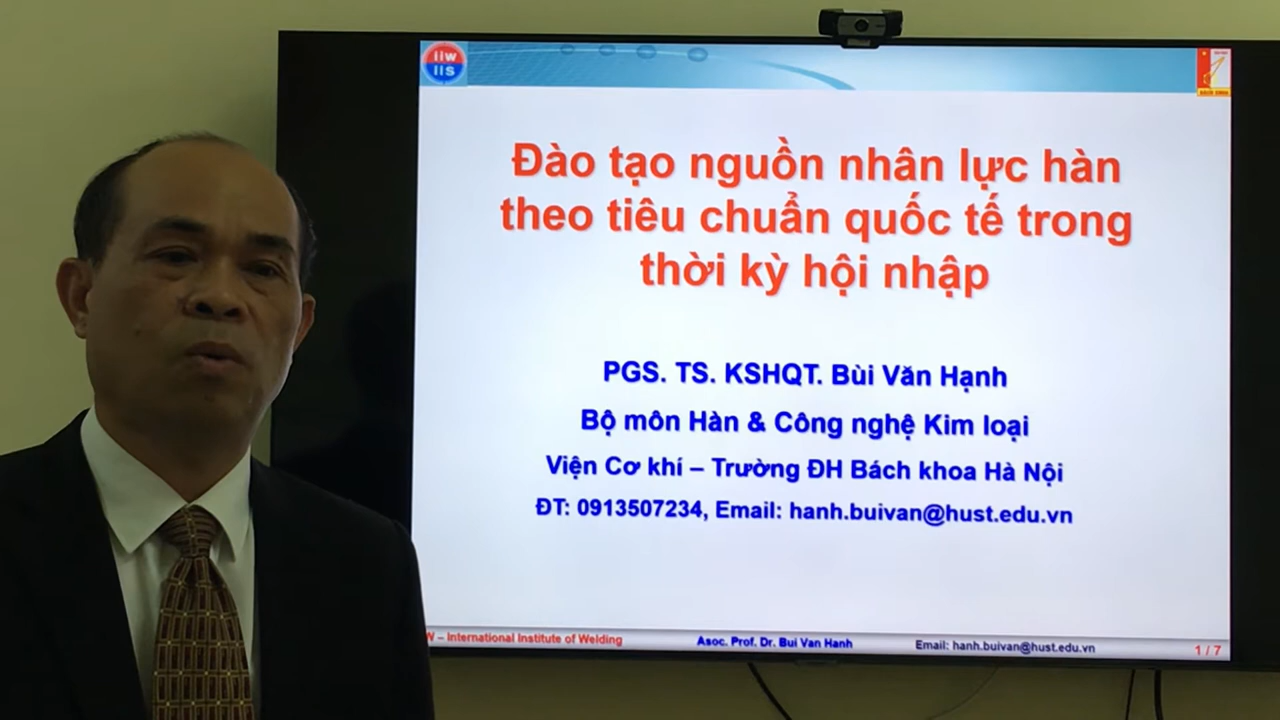 iiw
iis
Đào tạo nguồn nhân lực hàn
theo tiêu chuẩn quốc tế trong
thời kỳ hội nhập
PGS. TS. KSHQT. Bùi Văn Hạnh
Bộ môn Hàn & Công nghệ Kim loại
Viện Cơ khí – Trường ĐH Bách khoa Hà Nội
ĐT: 0913507234, Email: hanh.buivan@hust.edu.vn
W – International Institute of Welding
Asoc. Prof. Dr. Bui Van Hanh
Email: hanh.buivan@hust.edu.vn
1 / 7